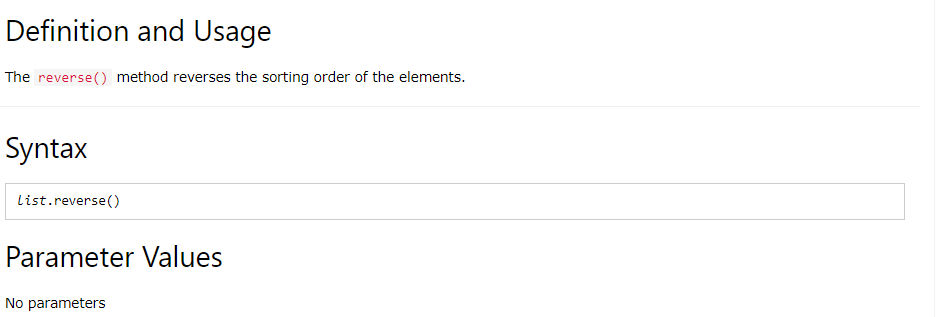 Definition and Usage
The reverse() method reverses the sorting order of the elements.
Syntax
list.reverse()
Parameter Values
No parameters